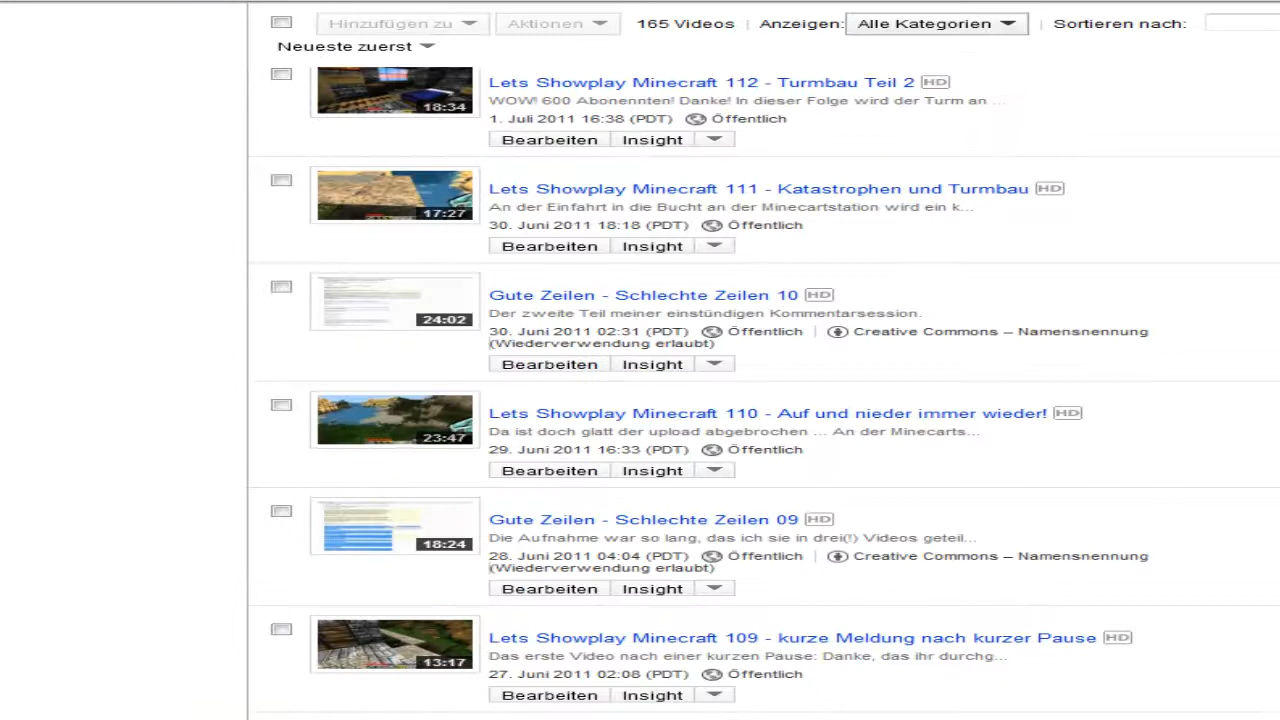 Hinzufügen zu Aktionen 165 Videos | Anzeigen: Alle Kategorien | Sortieren nach:
Neueste zuerst
Lets Showplay Minecraft 112 - Turmbau Teil 2 HD
WOW! 600 Abonennten! Danke! In dieser Folge wird der Turm an ...
18:34
1. Juli 2011 16:38 (PDT) Öffentlich
Bearbeiten Insight
Lets Showplay Minecraft 111 - Katastrophen und Turmbau HD
An der Einfahrt in die Bucht an der Minecartstation wird ein k...
17:27
30. Juni 2011 18:18 (PDT) Öffentlich
Bearbeiten Insight
Gute Zeilen - Schlechte Zeilen 10 HD
Der zweite Teil meiner einstündigen Kommentarsession.
24:02
30. Juni 2011 02:31 (PDT) Öffentlich | Creative Commons – Namensnennung
(Wiederverwendung erlaubt)
Bearbeiten Insight
Lets Showplay Minecraft 110 - Auf und nieder immer wieder! HD
Da ist doch glatt der upload abgebrochen ... An der Minecarts...
23:47
29. Juni 2011 16:33 (PDT) Öffentlich
Bearbeiten Insight
Gute Zeilen - Schlechte Zeilen 09 HD
Die Aufnahme war so lang, das ich sie in drei(!) Videos geteil...
18:24
28. Juni 2011 04:04 (PDT) Öffentlich | Creative Commons – Namensnennung
(Wiederverwendung erlaubt)
Bearbeiten Insight
Lets Showplay Minecraft 109 - kurze Meldung nach kurzer Pause HD
Das erste Video nach einer kurzen Pause: Danke, das ihr durchg...
13:17
27. Juni 2011 02:08 (PDT) Öffentlich
Bearbeiten Insight